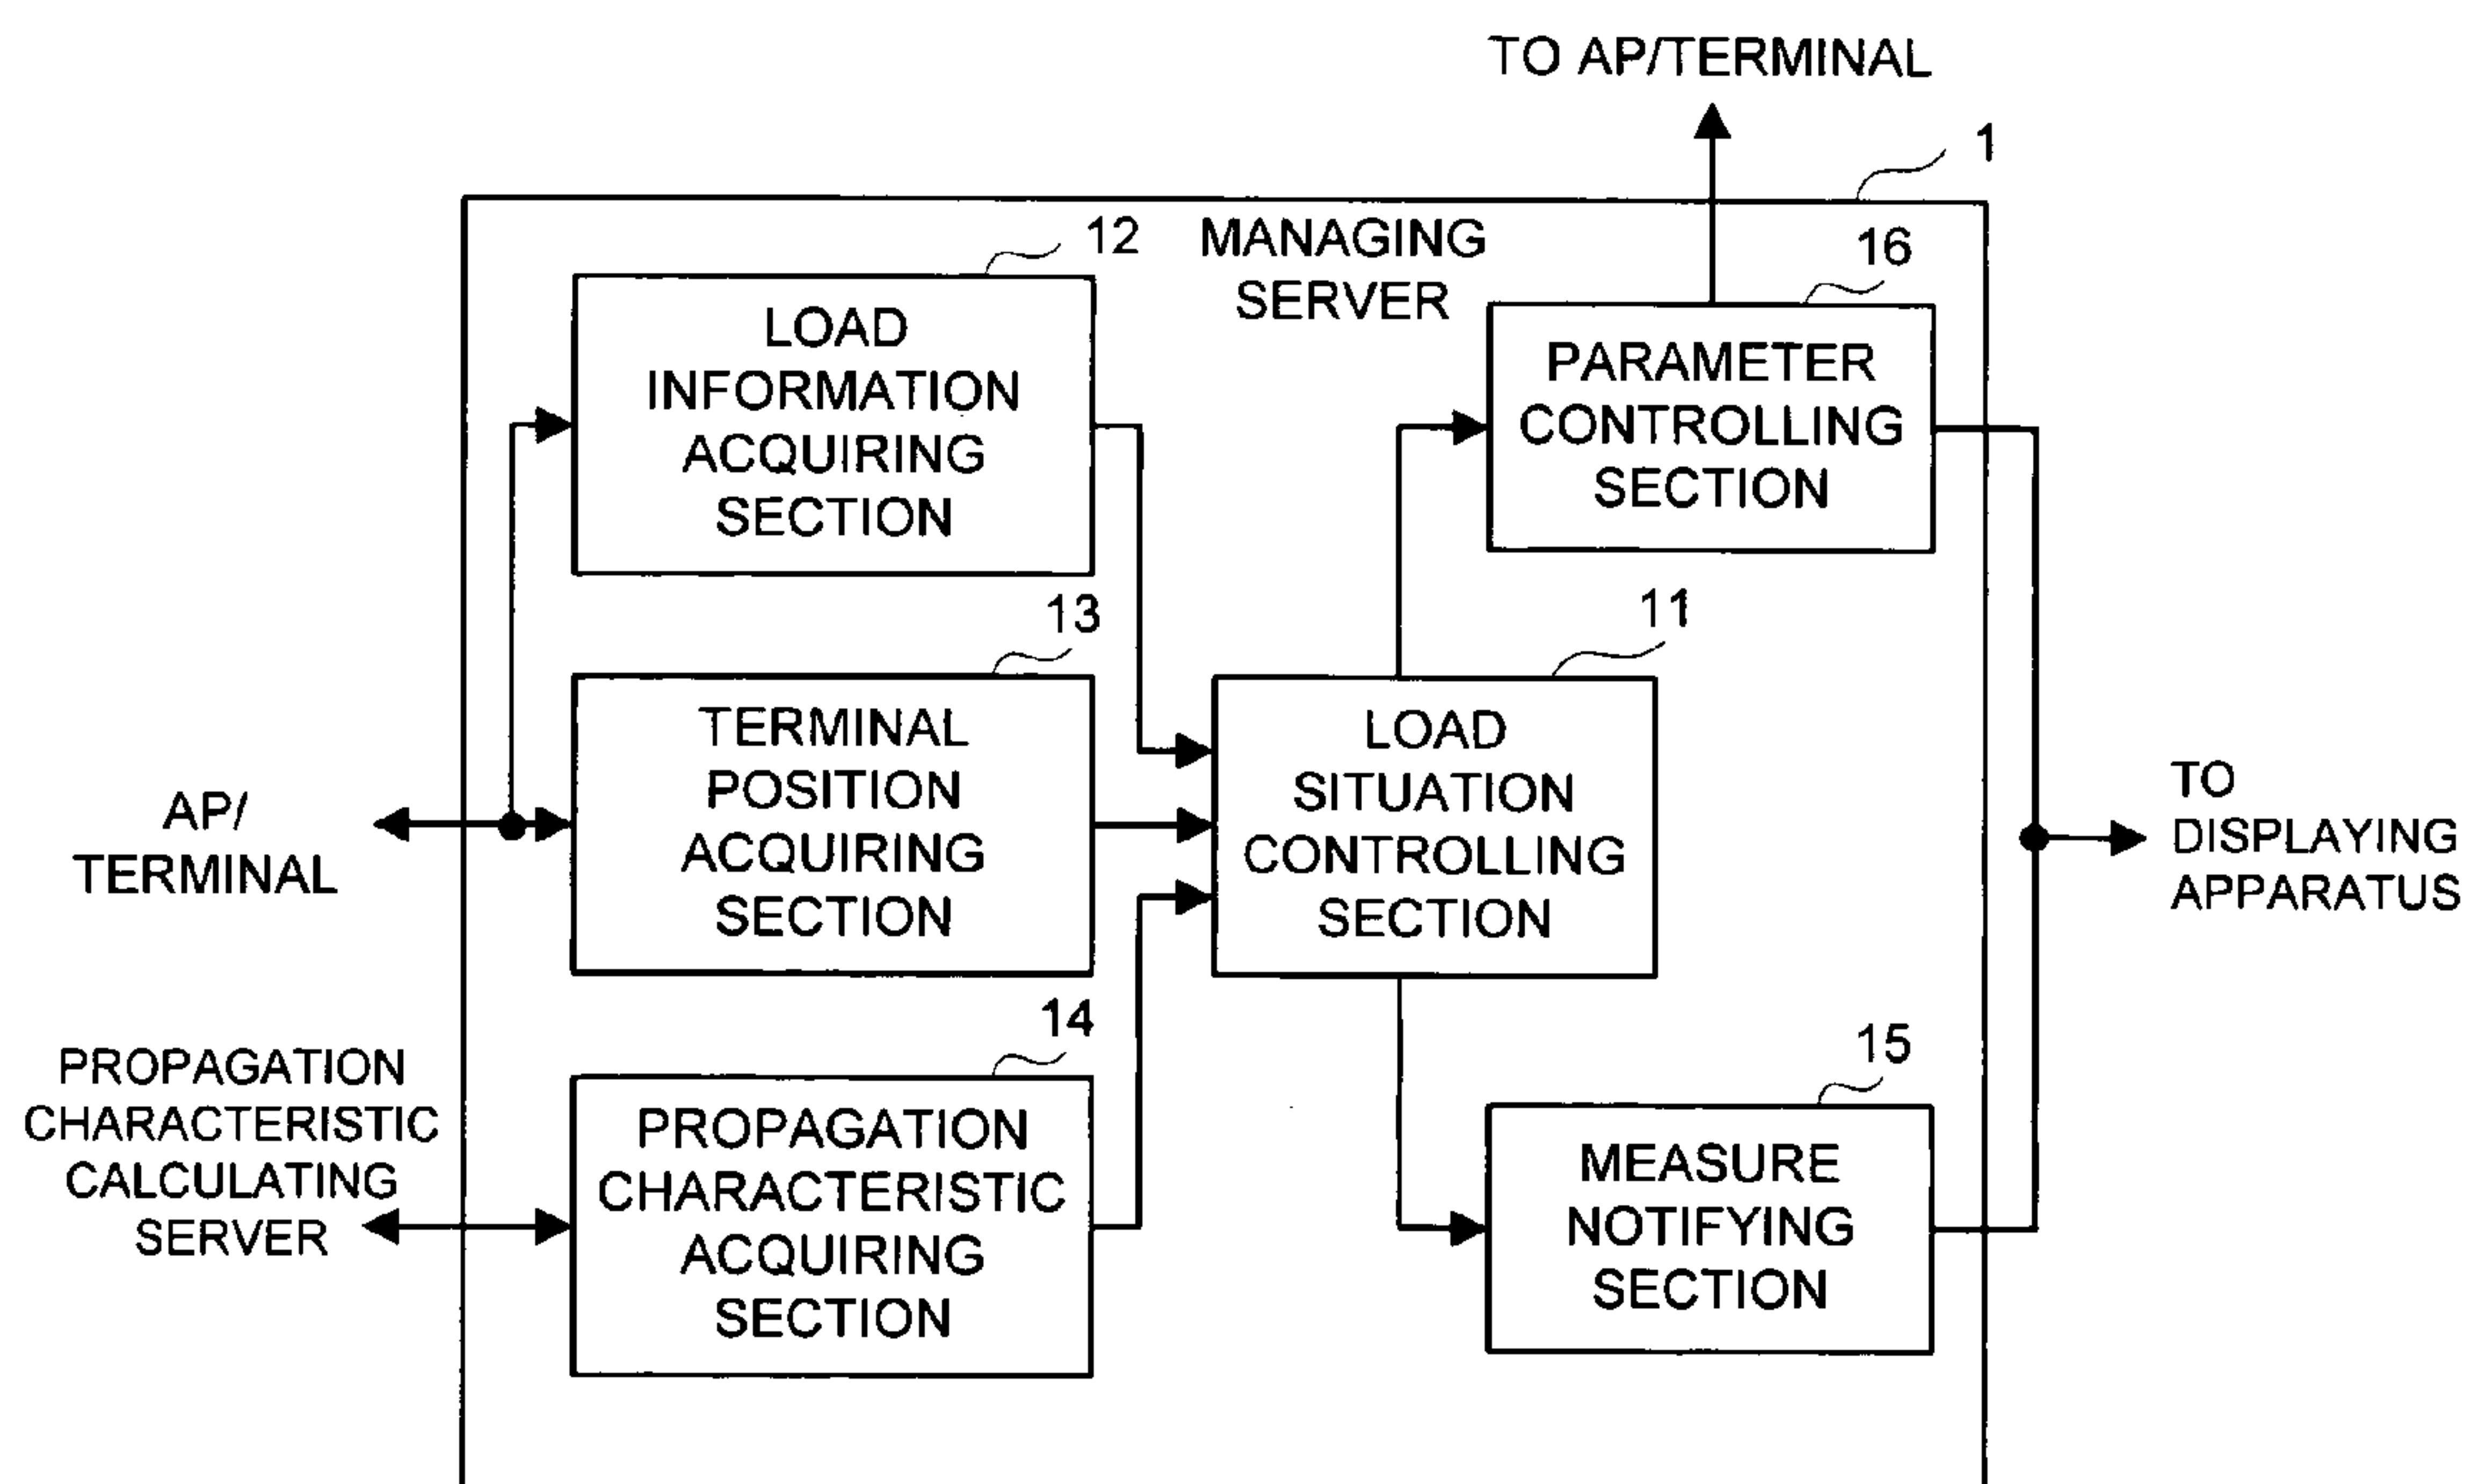 TO AP/TERMINAL
1
MANAGING
SERVER
12
LOAD
INFORMATION
ACQUIRING
SECTION
16
PARAMETER
CONTROLLING
SECTION
13
TERMINAL
POSITION
ACQUIRING
SECTION
11
LOAD
SITUATION
CONTROLLING
SECTION
AP/
TERMINAL
TO
DISPLAYING
APPARATUS
14
PROPAGATION
CHARACTERISTIC
ACQUIRING
SECTION
PROPAGATION
CHARACTERISTIC
CALCULATING
SERVER
15
MEASURE
NOTIFYING
SECTION